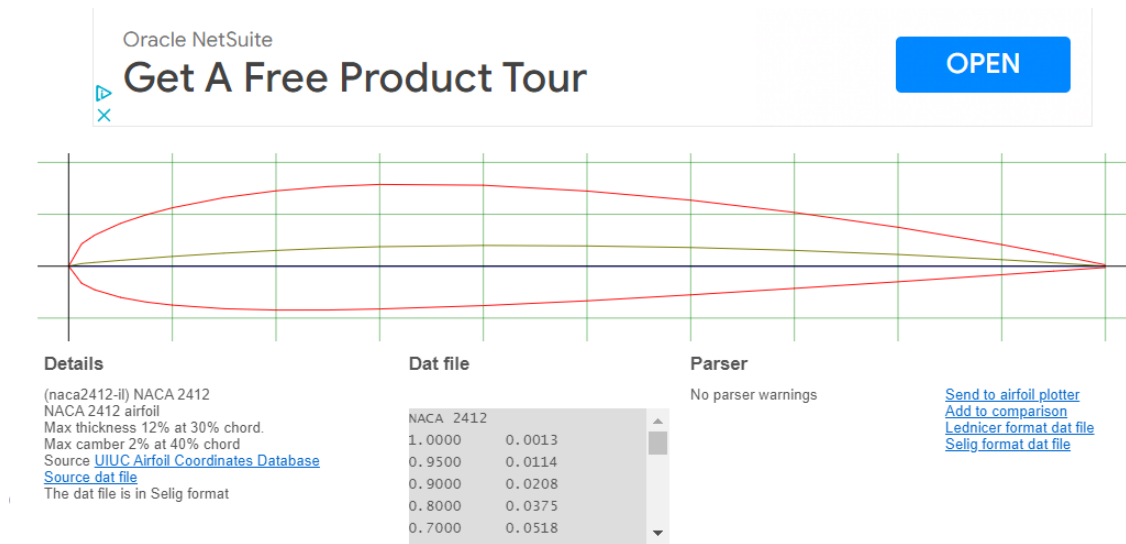 Oracle NetSuite
Get A Free Product Tour
OPEN
Details
(naca2412-il) NACA 2412
NACA 2412 airfoil
Max thickness 12% at 30% chord.
Max camber 2% at 40% chord
Source UIUC Airfoil Coordinates Database
Source dat file
The dat file is in Selig format
Dat file
NACA 2412
1.0000 0.0013
0.9500 0.0114
0.9000 0.0208
0.8000 0.0375
0.7000 0.0518
Parser
No parser warnings
Send to airfoil plotter
Add to comparison
Lednicer format dat file
Selig format dat file